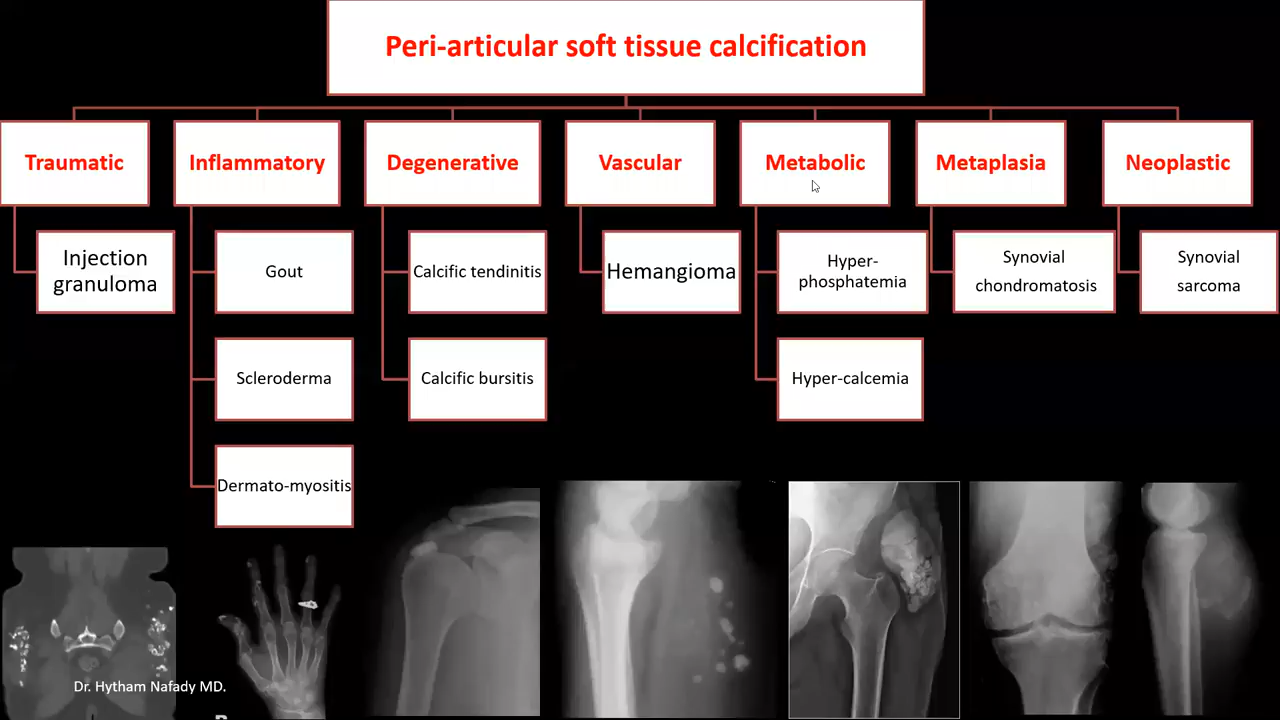 Peri-articular soft tissue calcification
Traumatic
Inflammatory
Degenerative
Vascular
Metabolic
Metaplasia
Neoplastic
Injection
granuloma
Gout
Calcific tendinitis
Hemangioma
Hyper-
phosphatemia
Synovial
chondromatosis
Synovial
sarcoma
Scleroderma
Calcific bursitis
Hyper-calcemia
Dermato-myositis
Dr. Hytham Nafady MD.